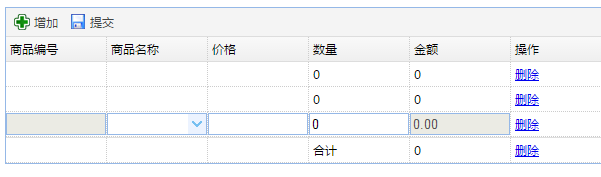 增加 提交
商品编号 商品名称 价格 数量 金额 操作
0 0 删除
0 0 删除
0 0.00 删除
合计 0 删除